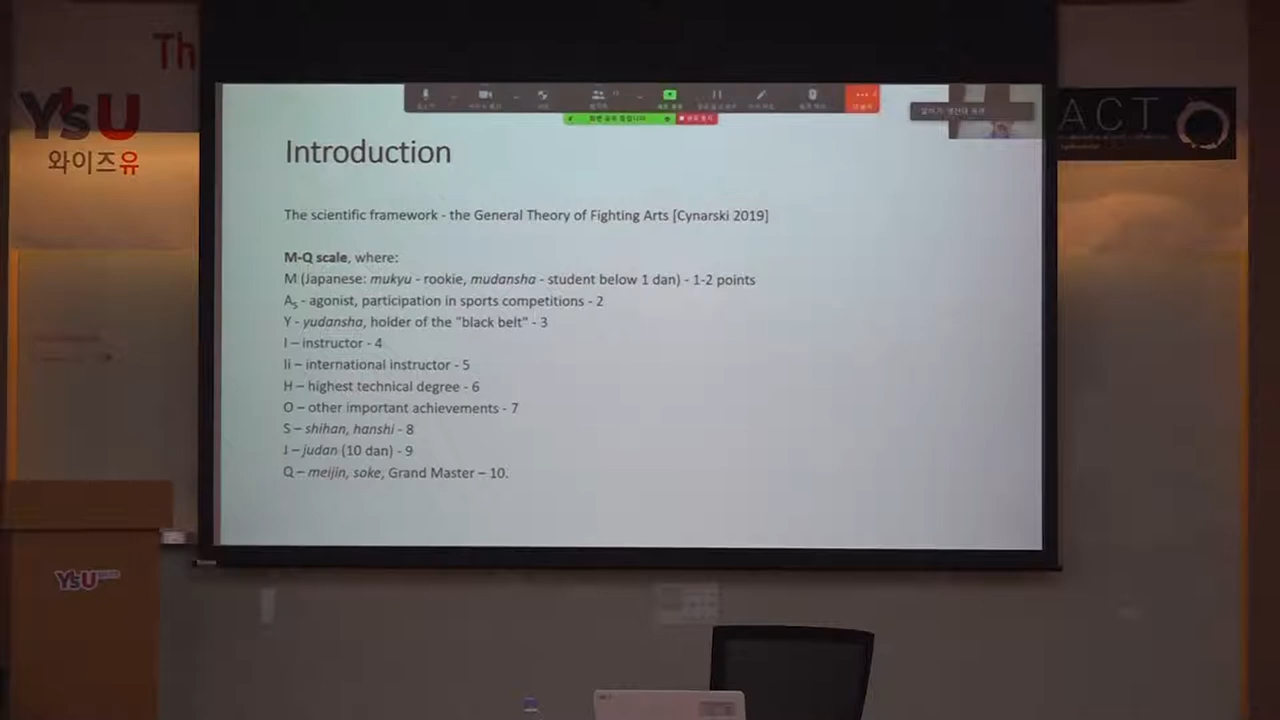 Th
YsU
와이즈유
ACT
Introduction
The scientific framework - the General Theory of Fighting Arts [Cynarski 2019]
M-Q scale, where:
M (Japanese: mukyu - rookie, mudansha - student below 1 dan) - 1-2 points
As - agonist, participation in sports competitions - 2
Y - yudansha, holder of the "black belt" - 3
I – instructor - 4
Ii – international instructor - 5
H – highest technical degree - 6
O – other important achievements - 7
S – shihan, hanshi - 8
J – judan (10 dan) - 9
Q – meijin, soke, Grand Master – 10.
YsU